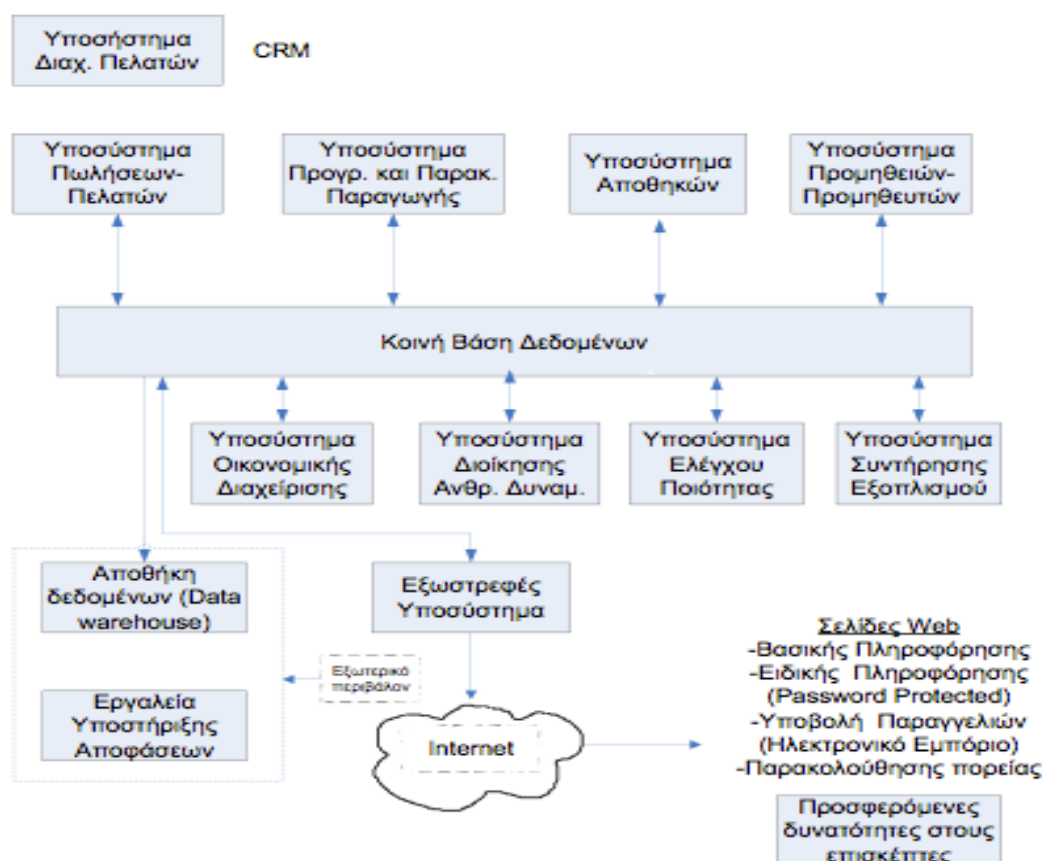 Υποσήστημα
Διαχ. Πελατών
CRM
Υποσύστημα
Πωλήσεων-
Πελατών
Υποσύστημα
Προγρ. και Παρακ.
Παραγωγής
Υποσύστημα
Αποθηκών
Υποσύστημα
Προμηθειών-
Προμηθευτών
Κοινή Βάση Δεδομένων
Υποσύστημα
Οικονομικής
Διαχείρισης
Υποσύστημα
Διοίκησης
Ανθρ. Δυναμ.
Υποσύστημα
Ελέγχου
Ποιότητας
Υποσύστημα
Συντήρησης
Εξοπλισμού
Αποθήκη
δεδομένων (Data
warehouse)
Εξωστρεφές
Υποσύστημα
Εξωτερικό
περιβάλον
Εργαλεία
Υποστήριξης
Αποφάσεων
Internet
Σελίδες Web
-Βασικής Πληροφόρησης
-Ειδικής Πληροφόρησης
(Password Protected)
-Υποβολή Παραγγελιών
(Ηλεκτρονικό Εμπόριο)
-Παρακολούθησης πορείας
Προσφερόμενες
δυνατότητες στους
επισκέπτες